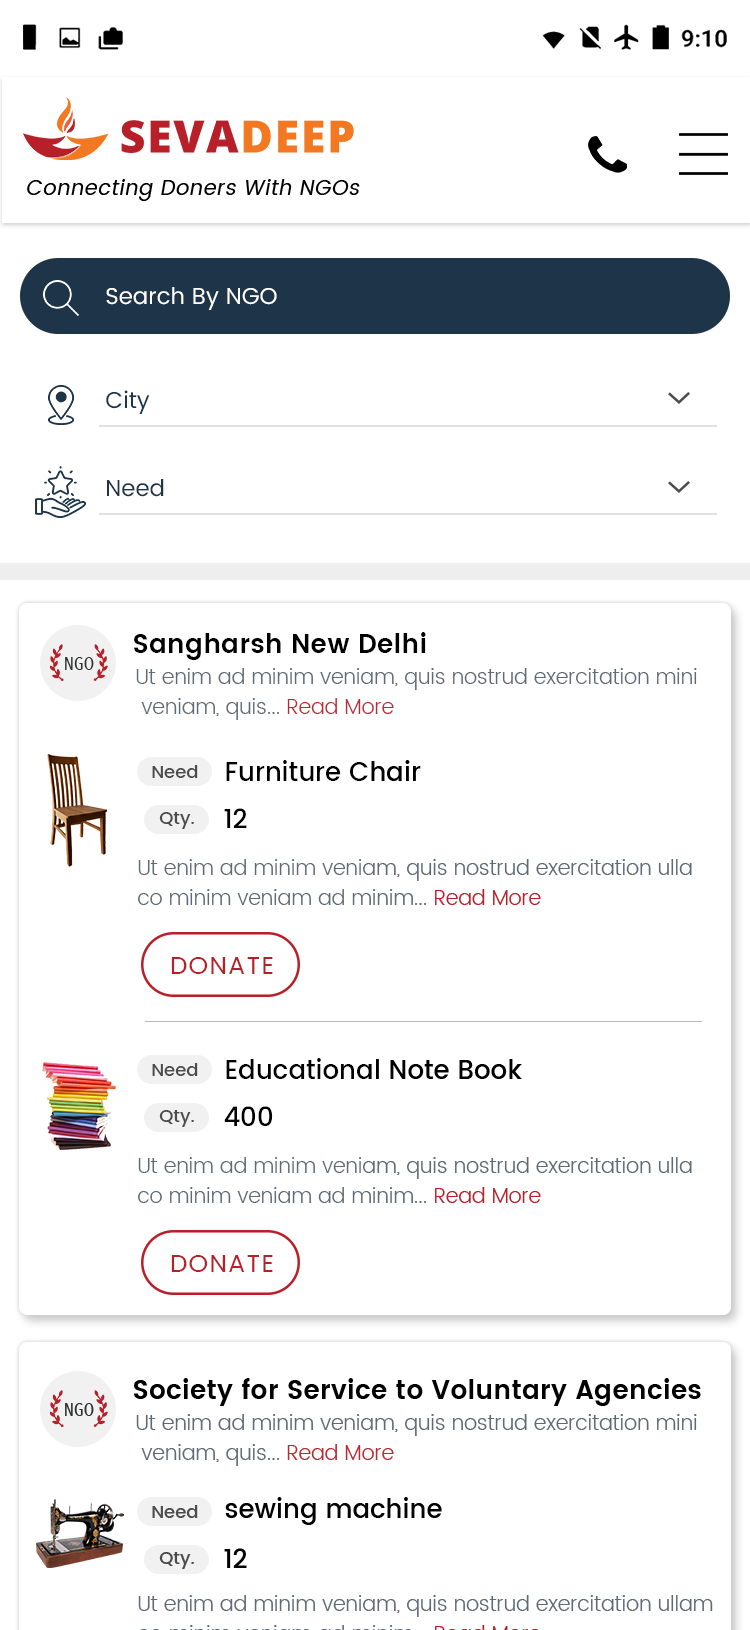 9:10
SEVADEEP
Connecting Doners With NGOs
Search By NGO
City
Need
NGO
Sangharsh New Delhi
Ut enim ad minim veniam, quis nostrud exercitation mini
veniam, quis... Read More
Need Furniture Chair
Qty. 12
Ut enim ad minim veniam, quis nostrud exercitation ulla
co minim veniam ad minim... Read More
DONATE
Need Educational Note Book
Qty. 400
Ut enim ad minim veniam, quis nostrud exercitation ulla
co minim veniam ad minim... Read More
DONATE
NGO
Society for Service to Voluntary Agencies
Ut enim ad minim veniam, quis nostrud exercitation mini
veniam, quis... Read More
Need sewing machine
Qty. 12
Ut enim ad minim veniam, quis nostrud exercitation ullam